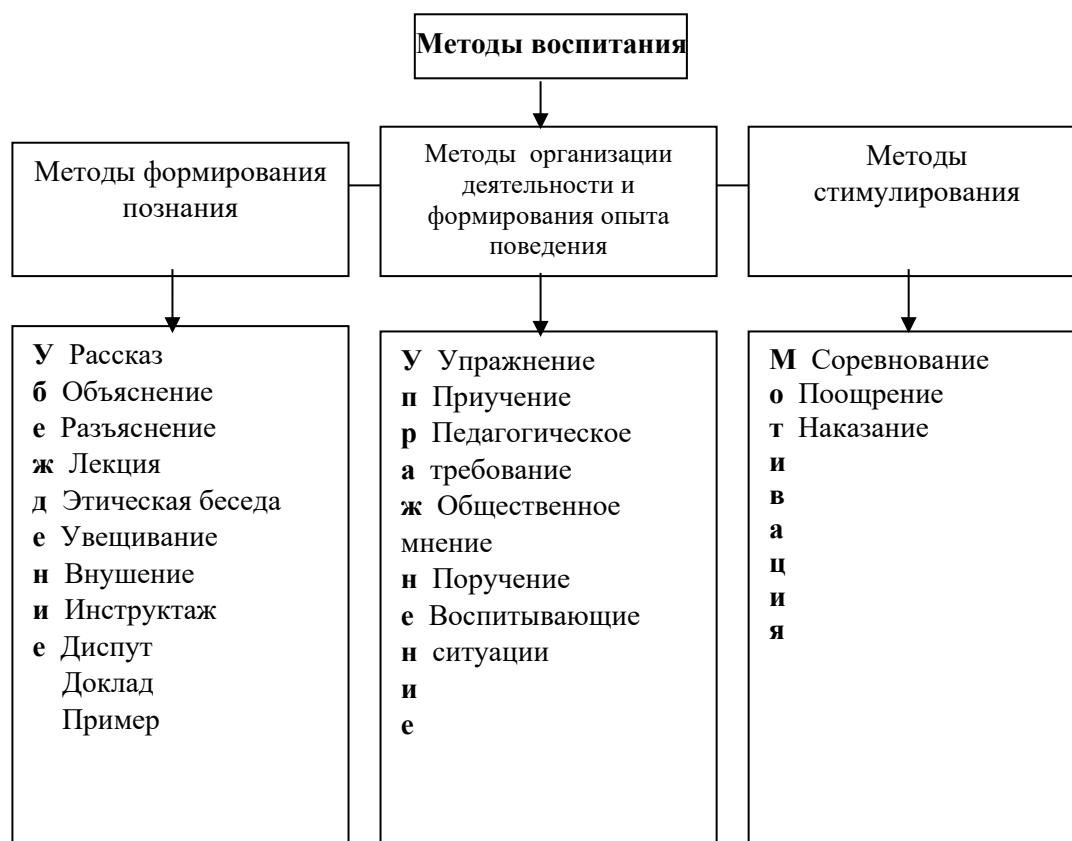 Методы воспитания
Методы формирования
познания
Методы организации
деятельности и
формирования опыта
поведения
Методы
стимулирования
У Рассказ
б Объяснение
е Разъяснение
ж Лекция
д Этическая беседа
е Увещивание
н Внушение
и Инструктаж
е Диспут
Доклад
Пример
У Упражнение
п Приучение
р Педагогическое
а требование
ж Общественное
мнение
н Поручение
е Воспитывающие
н ситуации
и
е
М Соревнование
о Поощрение
т Наказание
и
в
а
ц
и
я